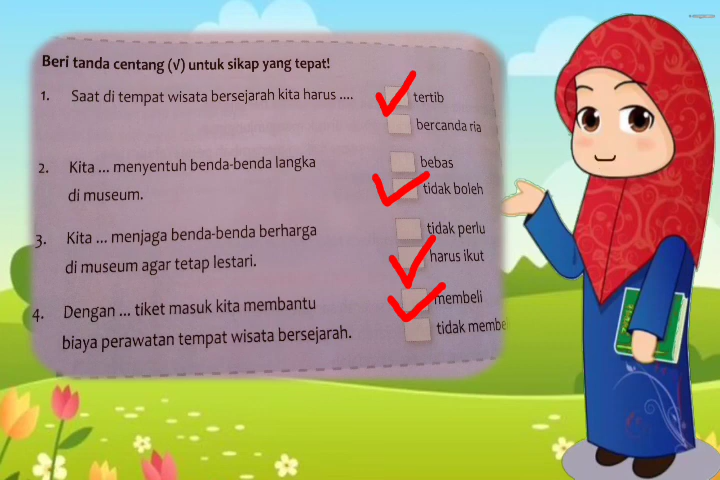 Beri tanda centang (√) untuk sikap yang tepat!
1. Saat di tempat wisata bersejarah kita harus .... tertib
bercanda ria
2. Kita ... menyentuh benda-benda langka bebas
di museum. tidak boleh
3. Kita ... menjaga benda-benda berharga tidak perlu
di museum agar tetap lestari. harus ikut
4. Dengan ... tiket masuk kita membantu membeli
biaya perawatan tempat wisata bersejarah. tidak membe